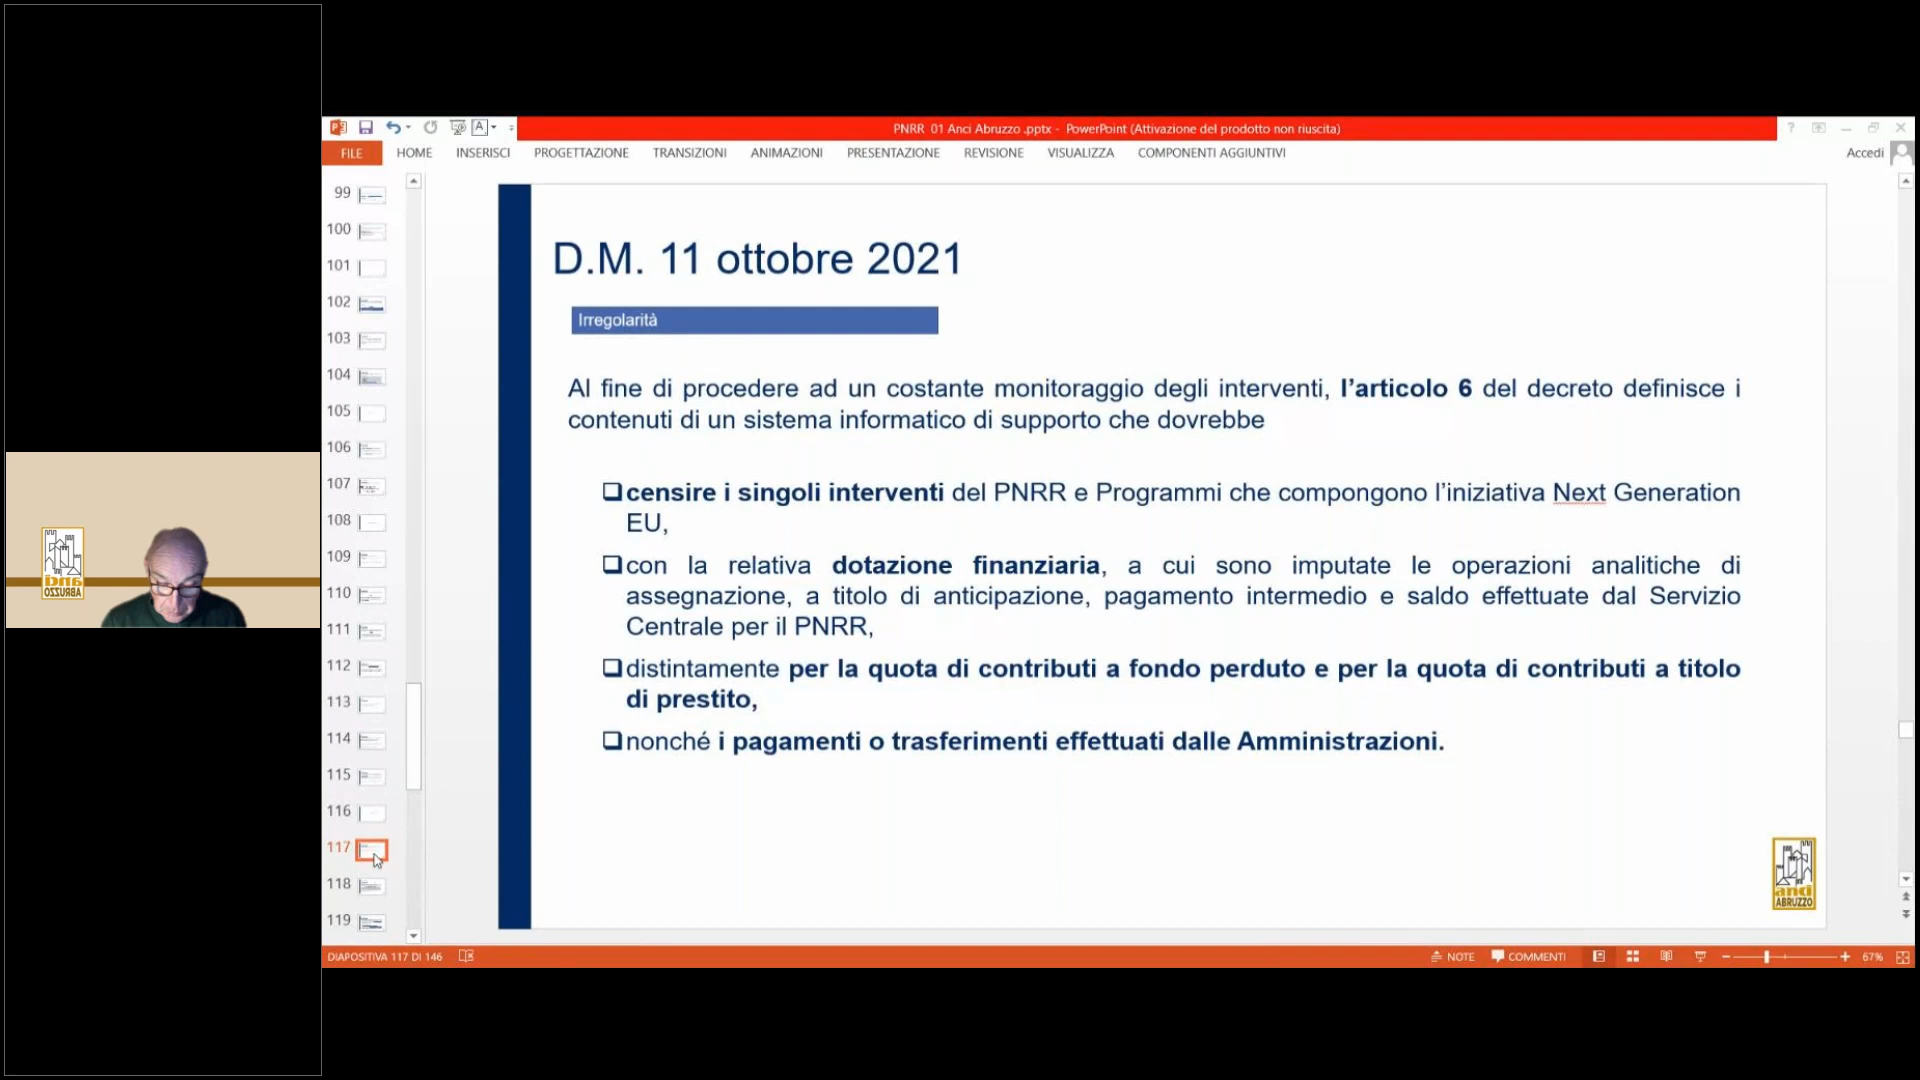 PNRR 01 Anci Abruzzo .pptx - PowerPoint (Attivazione del prodotto non riuscita)
FILE HOME INSERISCI PROGETTAZIONE TRANSIZIONI ANIMAZIONI PRESENTAZIONE REVISIONE VISUALIZZA COMPONENTI AGGIUNTIVI Accedi
99
100
101
102
103
104
105
106
107
108
109
110
111
112
113
114
115
116
117
118
119
D.M. 11 ottobre 2021
Irregolarità
Al fine di procedere ad un costante monitoraggio degli interventi, l’articolo 6 del decreto definisce i
contenuti di un sistema informatico di supporto che dovrebbe
❑censire i singoli interventi del PNRR e Programmi che compongono l’iniziativa Next Generation
EU,
❑con la relativa dotazione finanziaria, a cui sono imputate le operazioni analitiche di
assegnazione, a titolo di anticipazione, pagamento intermedio e saldo effettuate dal Servizio
Centrale per il PNRR,
❑distintamente per la quota di contributi a fondo perduto e per la quota di contributi a titolo
di prestito,
❑nonché i pagamenti o trasferimenti effettuati dalle Amministrazioni.
anci
ABRUZZO
anci
ABRUZZO
DIAPOSITIVA 117 DI 146 NOTE COMMENTI 67%